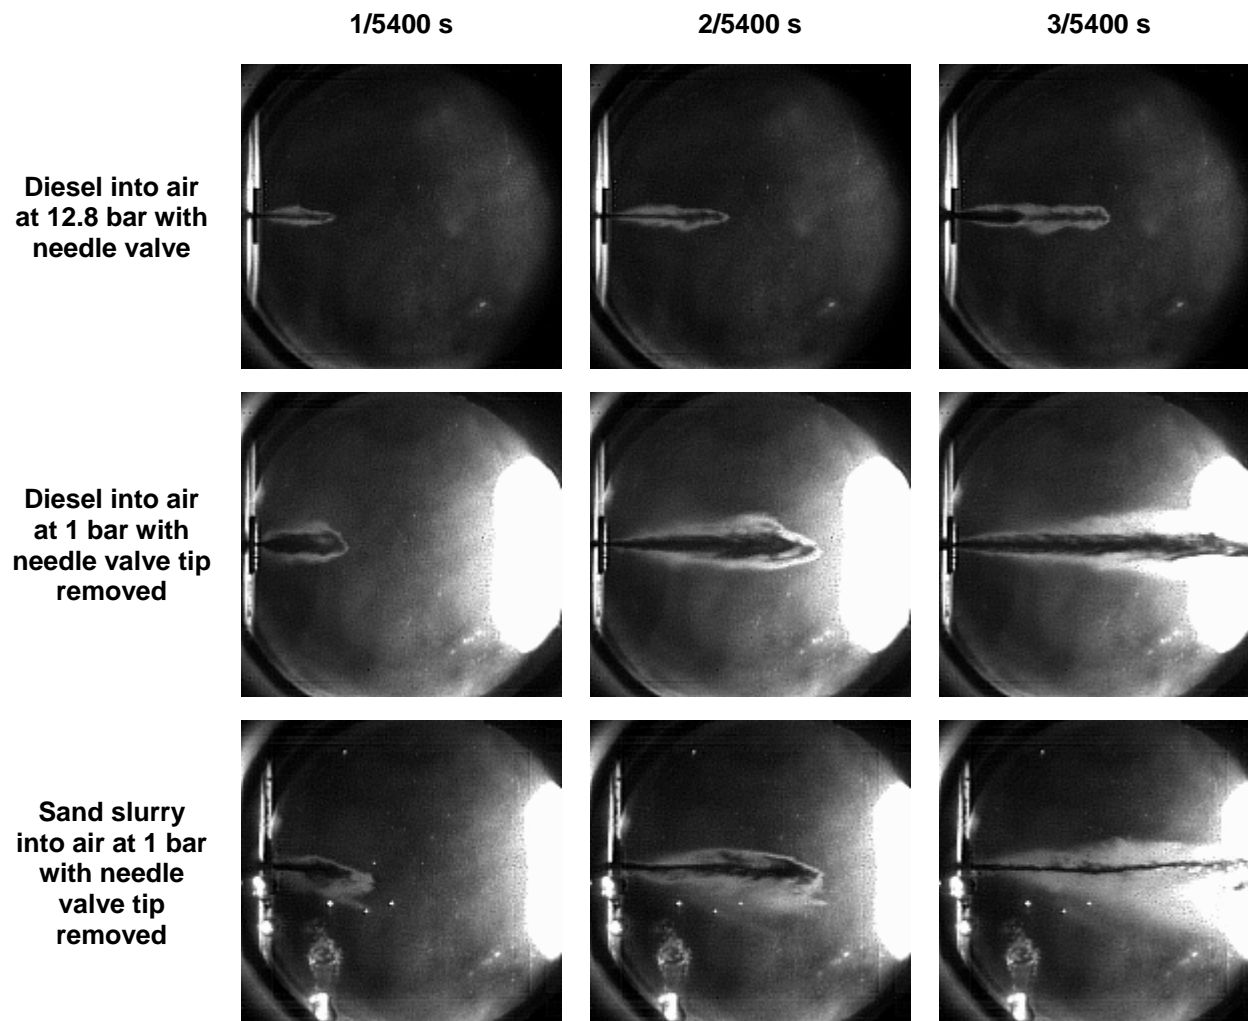 1/5400 s
2/5400 s
3/5400 s
Diesel into air
at 12.8 bar with
needle valve
Diesel into air
at 1 bar with
needle valve tip
removed
Sand slurry
into air at 1 bar
with needle
valve tip
removed